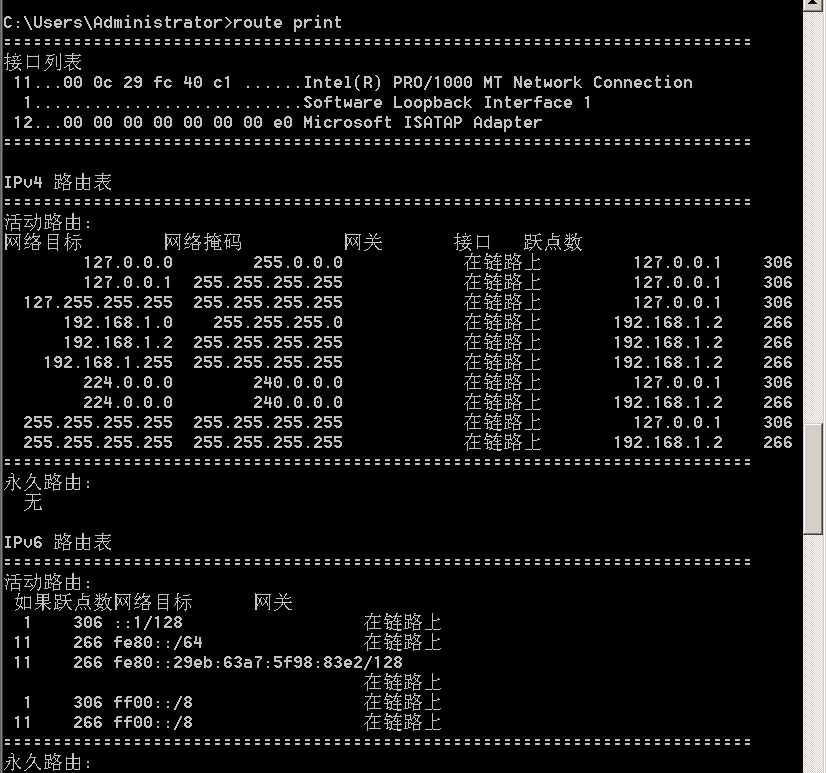 C:\Users\Administrator>route print
===========================================================================
接口列表
 11...00 0c 29 fc 40 c1 ......Intel(R) PRO/1000 MT Network Connection
  1...........................Software Loopback Interface 1
 12...00 00 00 00 00 00 00 e0 Microsoft ISATAP Adapter
===========================================================================
IPv4 路由表
===========================================================================
活动路由:
网络目标        网络掩码          网关       接口   跃点数
        127.0.0.0        255.0.0.0            在链路上         127.0.0.1    306
        127.0.0.1  255.255.255.255            在链路上         127.0.0.1    306
  127.255.255.255  255.255.255.255            在链路上         127.0.0.1    306
      192.168.1.0    255.255.255.0            在链路上       192.168.1.2    266
      192.168.1.2  255.255.255.255            在链路上       192.168.1.2    266
    192.168.1.255  255.255.255.255            在链路上       192.168.1.2    266
        224.0.0.0        240.0.0.0            在链路上         127.0.0.1    306
        224.0.0.0        240.0.0.0            在链路上       192.168.1.2    266
  255.255.255.255  255.255.255.255            在链路上         127.0.0.1    306
  255.255.255.255  255.255.255.255            在链路上       192.168.1.2    266
===========================================================================
永久路由:
  无
IPv6 路由表
===========================================================================
活动路由:
 如果跃点数网络目标      网关
  1    306 ::1/128                  在链路上
 11    266 fe80::/64                在链路上
 11    266 fe80::29eb:63a7:5f98:83e2/128
                                    在链路上
  1    306 ff00::/8                 在链路上
 11    266 ff00::/8                 在链路上
===========================================================================
永久路由: